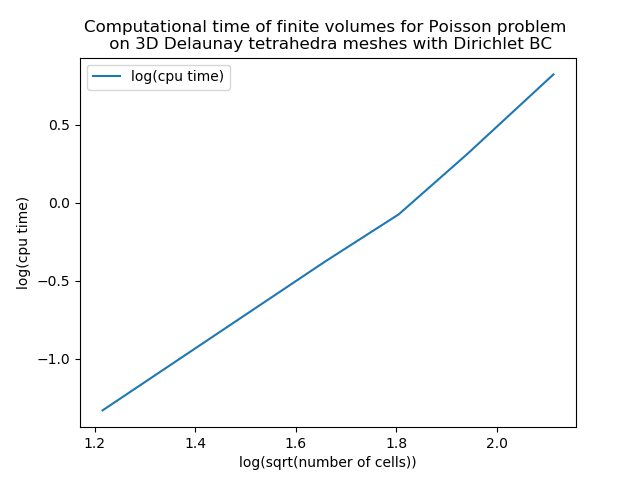 Computational time of finite volumes for Poisson problem
on 3D Delaunay tetrahedra meshes with Dirichlet BC
log(cpu time)
log(cpu time)
0.5
0.0
−0.5
−1.0
1.2 1.4 1.6 1.8 2.0
log(sqrt(number of cells))